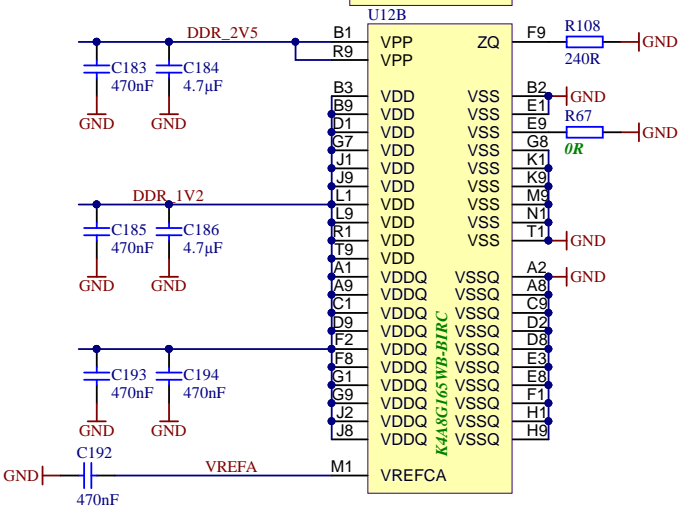 U12B
DDR_2V5
B1
VPP
ZQ
F9
R108
240R
GND
R9
VPP
C183
470nF
C184
4.7µF
GND
GND
B3
VDD
VSS
B2
GND
B9
VDD
VSS
E1
D1
VDD
VSS
E9
R67
0R
GND
G7
VDD
VSS
G8
J1
VDD
VSS
K1
J9
VDD
VSS
K9
DDR_1V2
L1
VDD
VSS
M9
L9
VDD
VSS
N1
R1
VDD
VSS
T1
GND
T9
VDD
C185
470nF
C186
4.7µF
GND
GND
A1
VDDQ
VSSQ
A2
GND
A9
VDDQ
VSSQ
A8
C1
VDDQ
VSSQ
C9
D9
VDDQ
VSSQ
D2
F2
VDDQ
VSSQ
D8
F8
VDDQ
VSSQ
E3
G1
VDDQ
VSSQ
E8
G9
VDDQ
VSSQ
F1
J2
VDDQ
VSSQ
H1
J8
VDDQ
VSSQ
H9
K4A8G165WB-BIRC
C193
470nF
C194
470nF
GND
GND
C192
GND
470nF
VREFA
M1
VREFCA